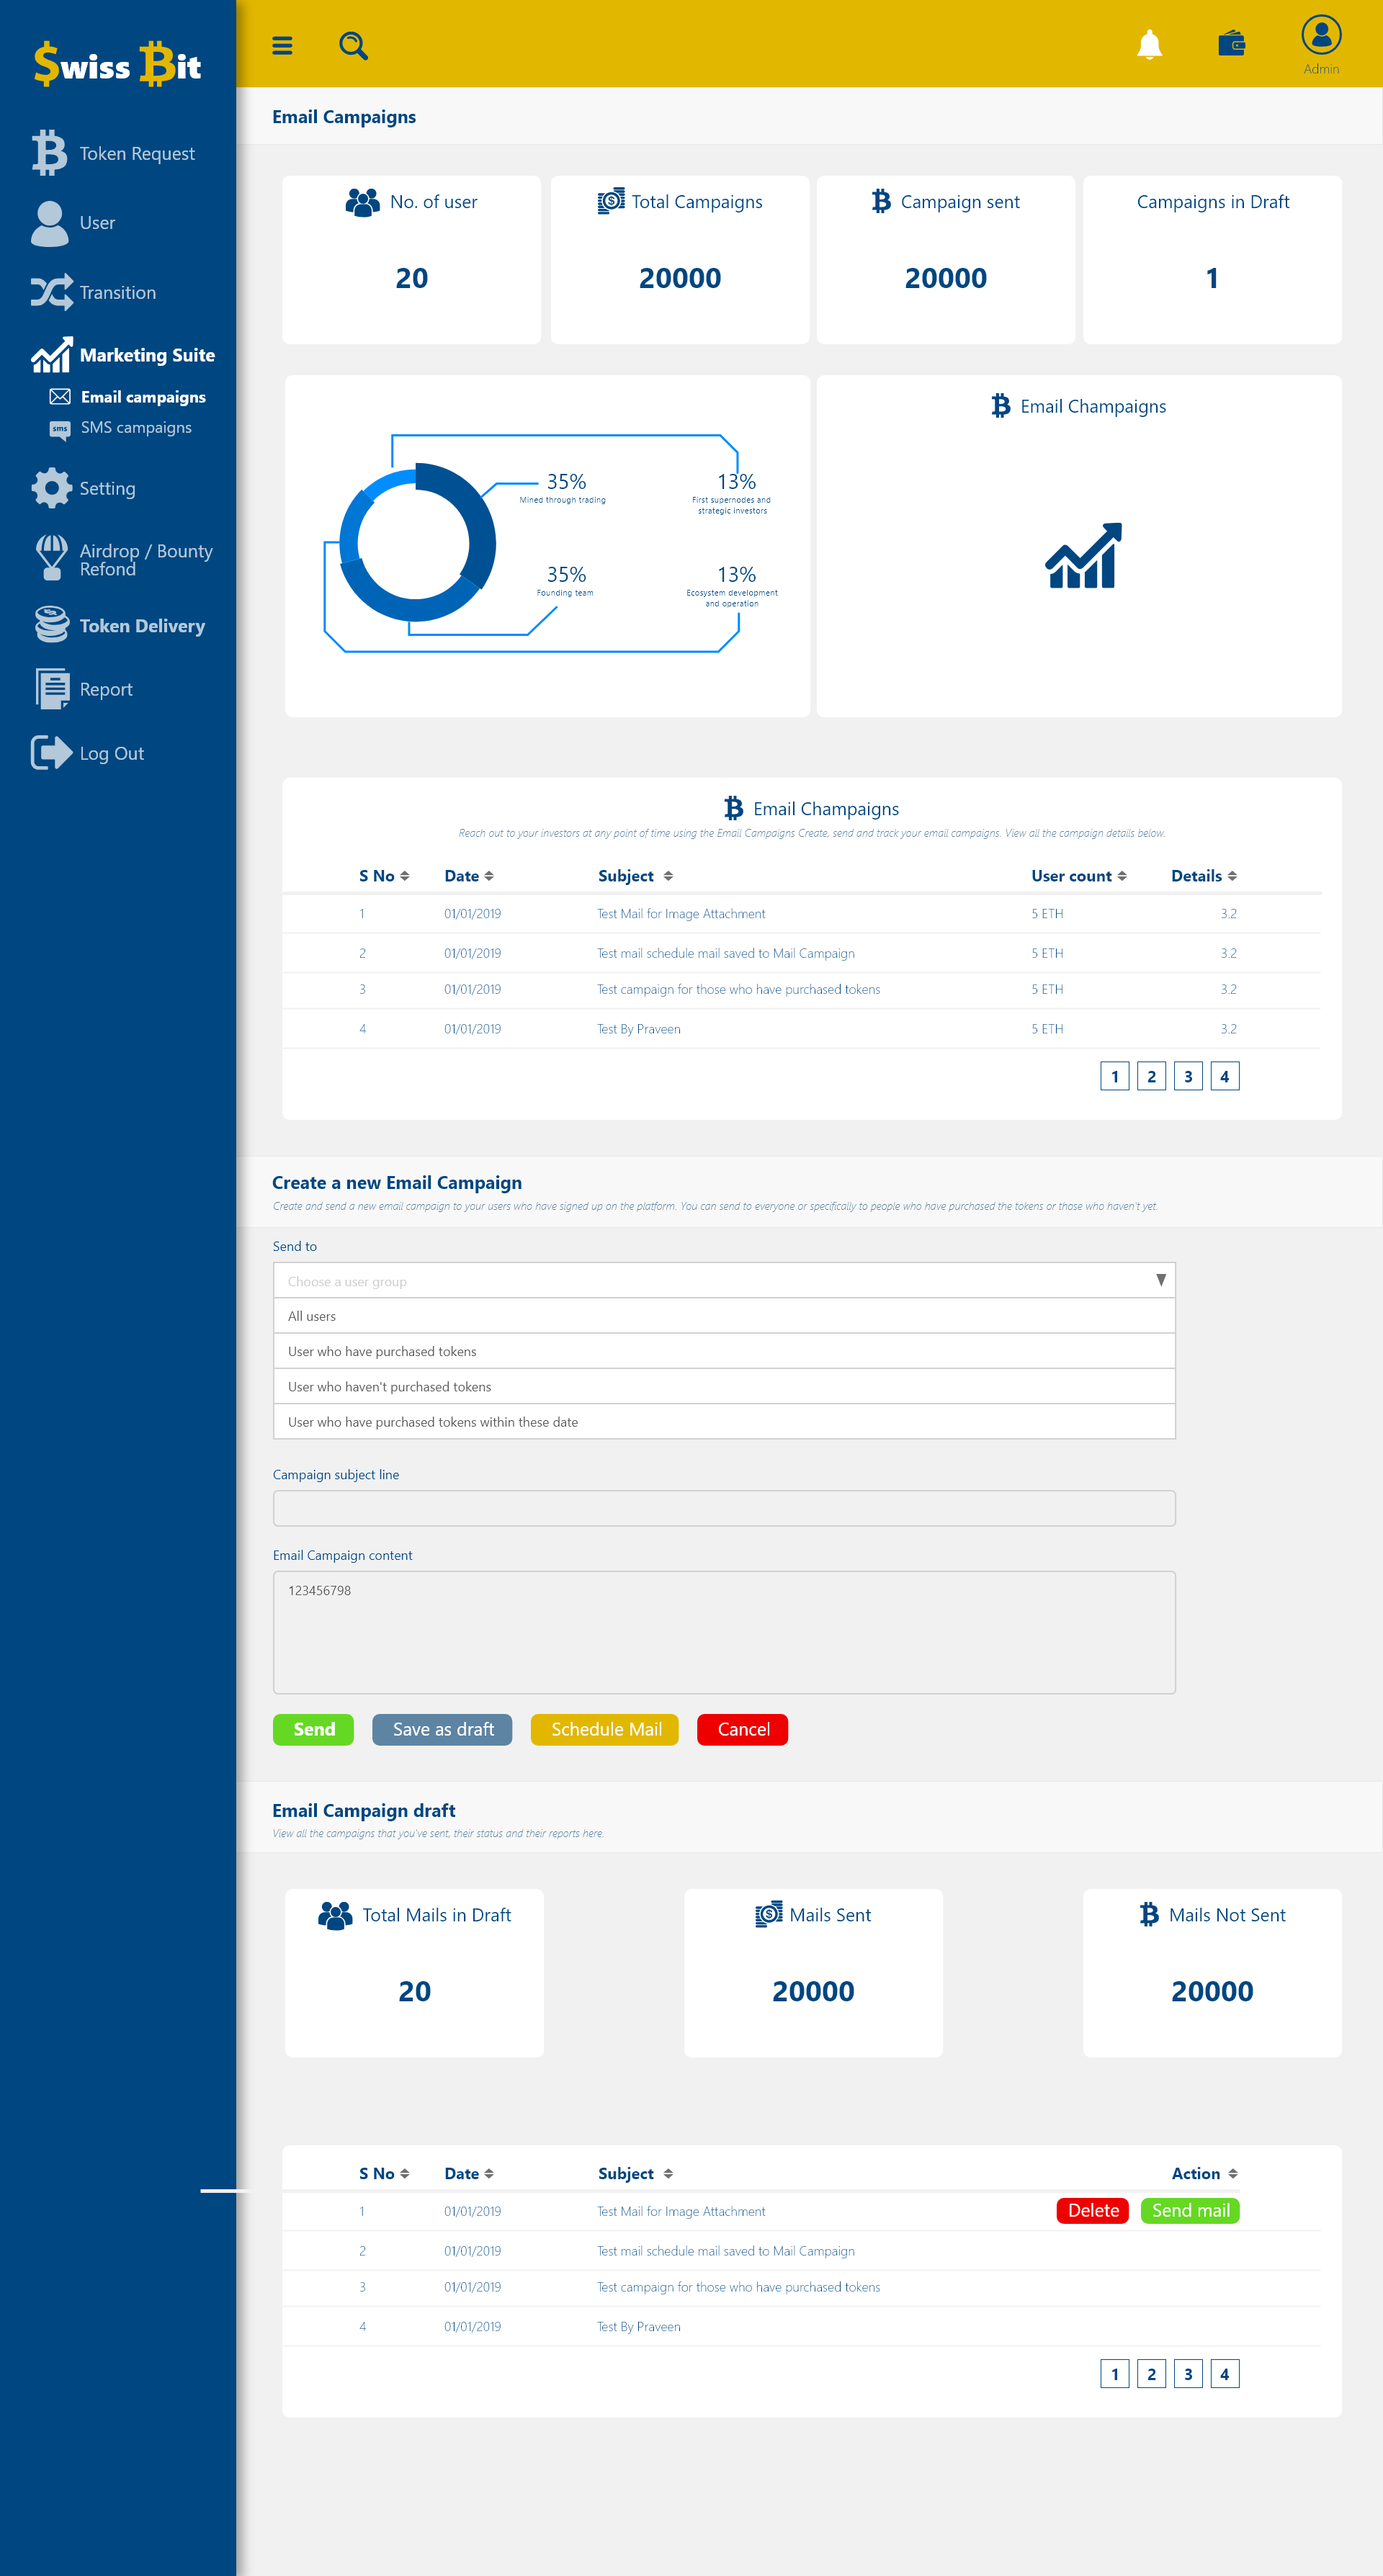 $wiss Bit
Token Request
User
Transition
Marketing Suite
Email campaigns
sms
SMS campaigns
Setting
Airdrop / Bounty
Refond
Token Delivery
Report
Log Out
Admin
Email Campaigns
No. of user
20
Total Campaigns
20000
Campaign sent
20000
Campaigns in Draft
1
35%
Mined through trading
13%
First supernodes and
strategic investors
35%
Founding team
13%
Ecosystem development
and operation
Email Champaigns
Email Champaigns
Reach out to your investors at any point of time using the Email Campaigns Create, send and track your email campaigns. View all the campaign details below.
S No Date Subject User count Details
1 01/01/2019 Test Mail for Image Attachment 5 ETH 3.2
2 01/01/2019 Test mail schedule mail saved to Mail Campaign 5 ETH 3.2
3 01/01/2019 Test campaign for those who have purchased tokens 5 ETH 3.2
4 01/01/2019 Test By Praveen 5 ETH 3.2
1 2 3 4
Create a new Email Campaign
Create and send a new email campaign to your users who have signed up on the platform. You can send to everyone or specifically to people who have purchased the tokens or those who haven't yet.
Send to
Choose a user group
All users
User who have purchased tokens
User who haven't purchased tokens
User who have purchased tokens within these date
Campaign subject line
Email Campaign content
123456798
Send Save as draft Schedule Mail Cancel
Email Campaign draft
View all the campaigns that you've sent, their status and their reports here.
Total Mails in Draft
20
Mails Sent
20000
Mails Not Sent
20000
S No Date Subject Action
1 01/01/2019 Test Mail for Image Attachment Delete Send mail
2 01/01/2019 Test mail schedule mail saved to Mail Campaign
3 01/01/2019 Test campaign for those who have purchased tokens
4 01/01/2019 Test By Praveen
1 2 3 4